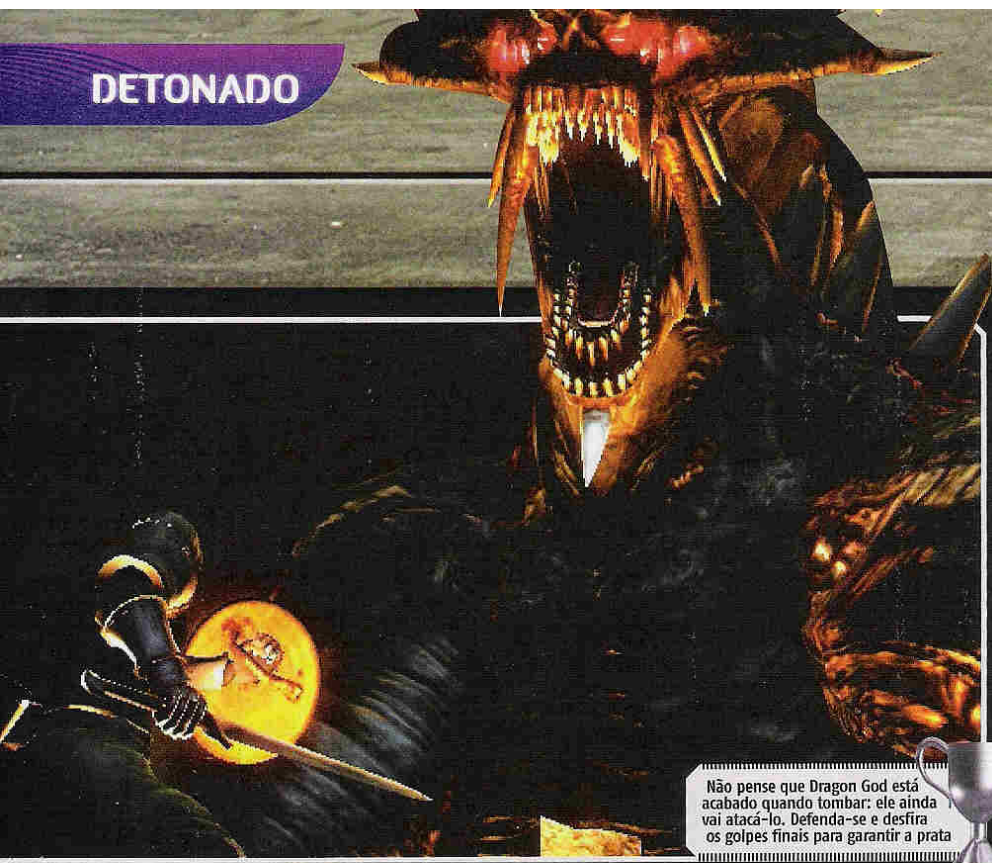 DETONADO
Não pense que Dragon God está
acabado quando tombar: ele ainda
vai atacá-lo. Defenda-se e desfira
os golpes finais para garantir a prata